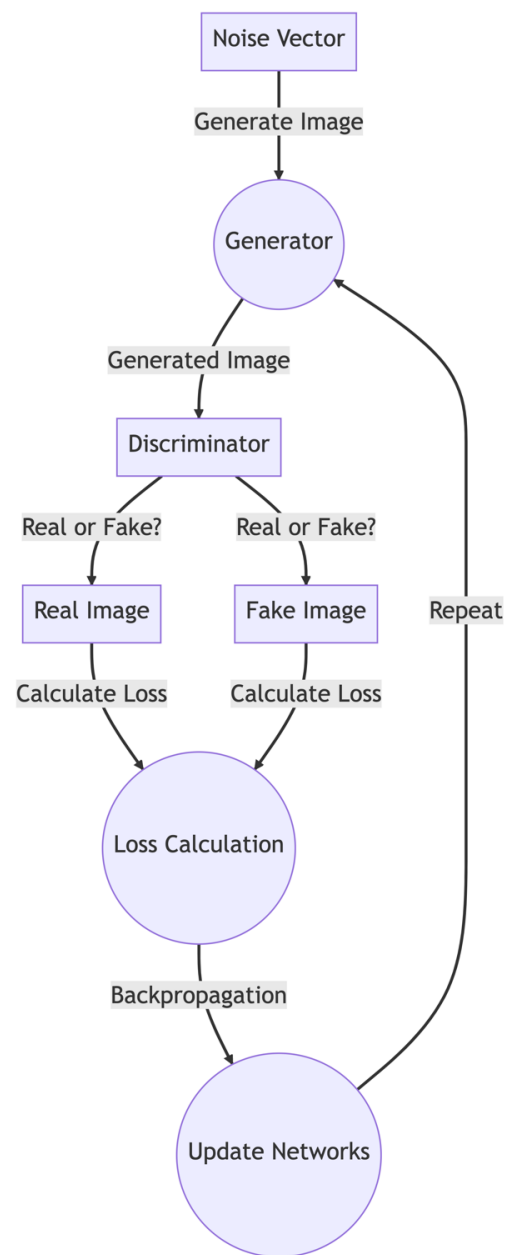 Noise Vector
Generate Image
Generator
Generated Image
Discriminator
Real or Fake?
Real or Fake?
Real Image
Fake Image
Repeat
Calculate Loss
Calculate Loss
Loss Calculation
Backpropagation
Update Networks